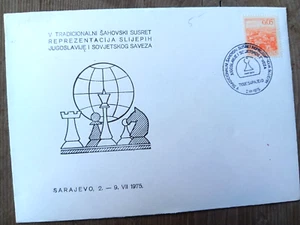 V TRADICIONALNI ŠAHOVSKI SUSRET
REPREZENTACIJA SLIJEPIH
JUGOSLAVIJE I SOVJETSKOG SAVEZA
SARAJEVO, 2. — 9. VII 1975.